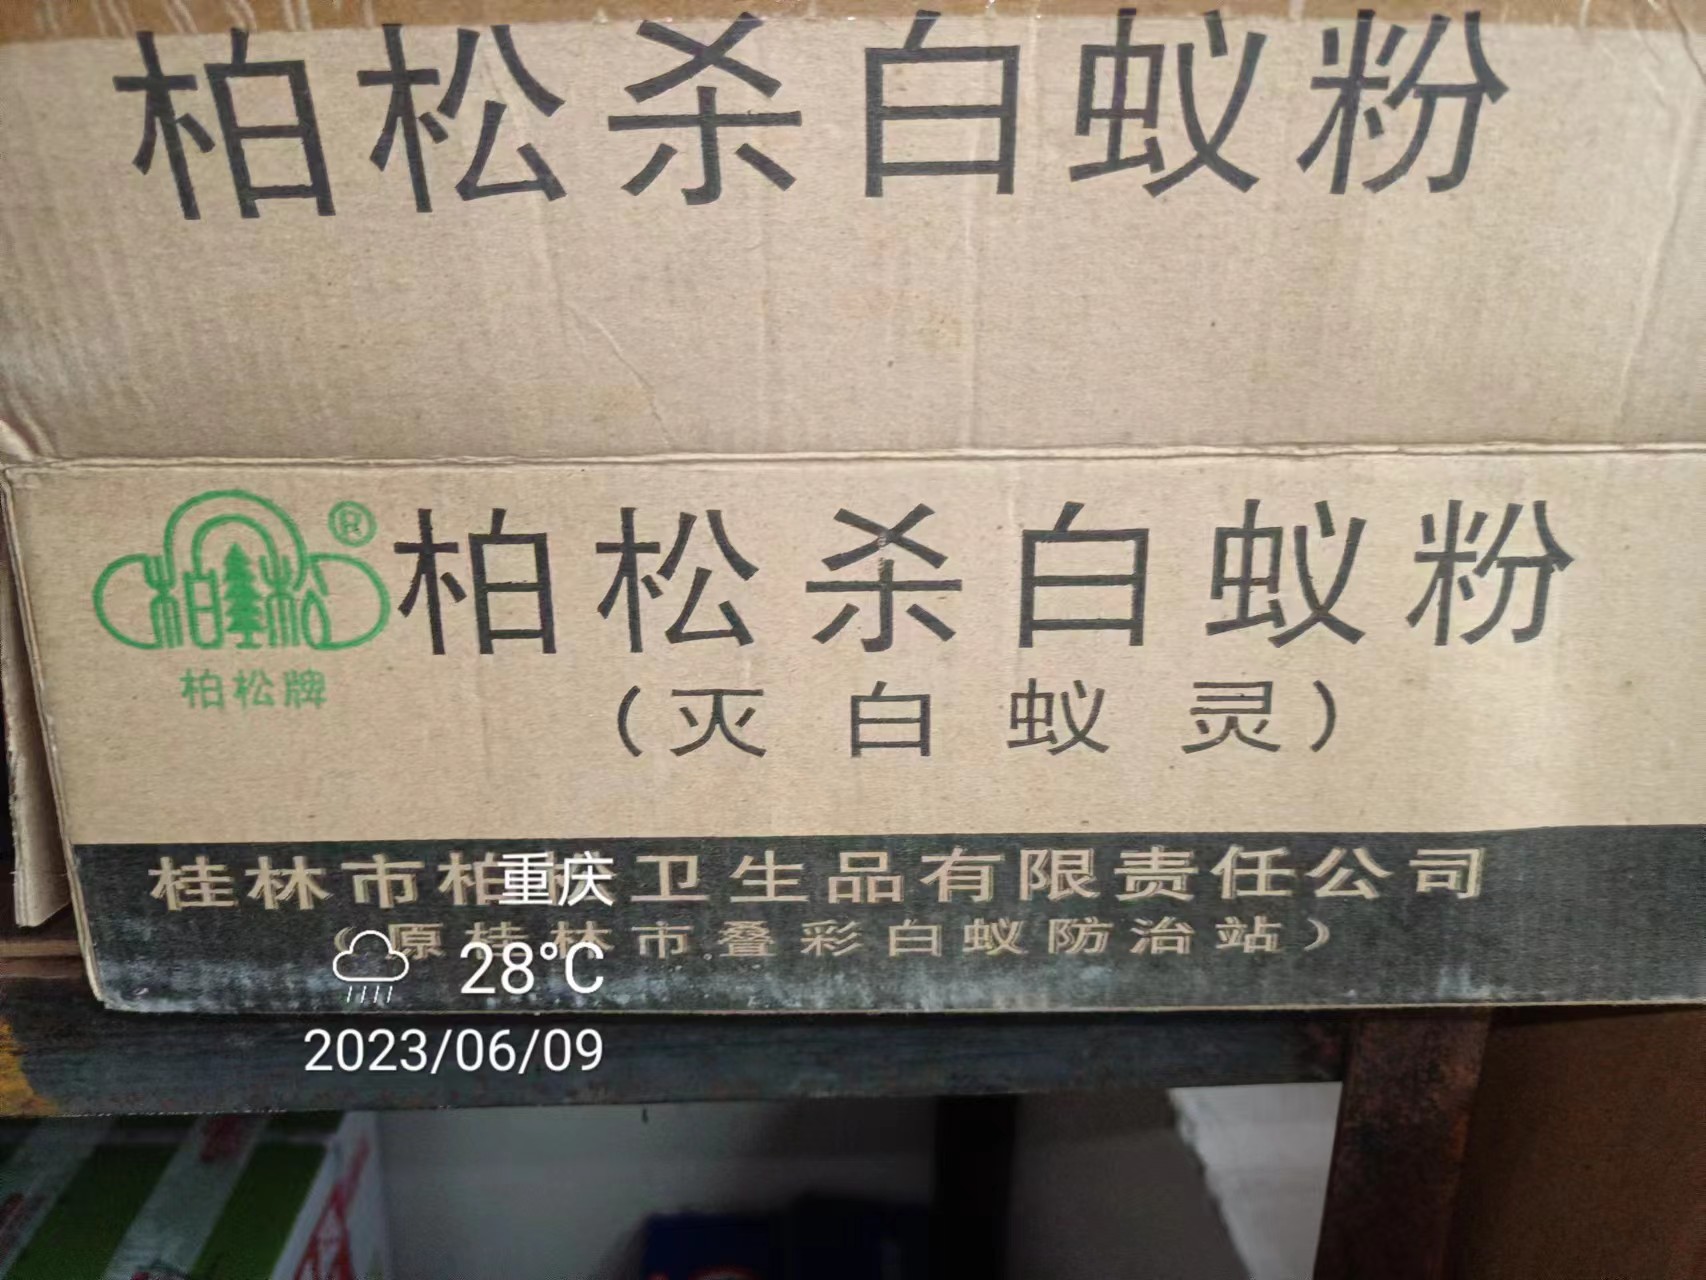 柏松杀白蚁粉
柏松
®
柏松牌
柏松杀白蚁粉
（灭白蚁灵）
桂林市柏 卫生品有限责任公司
（原桂林市叠彩白蚁防治站）
重庆
28°C
2023/06/09